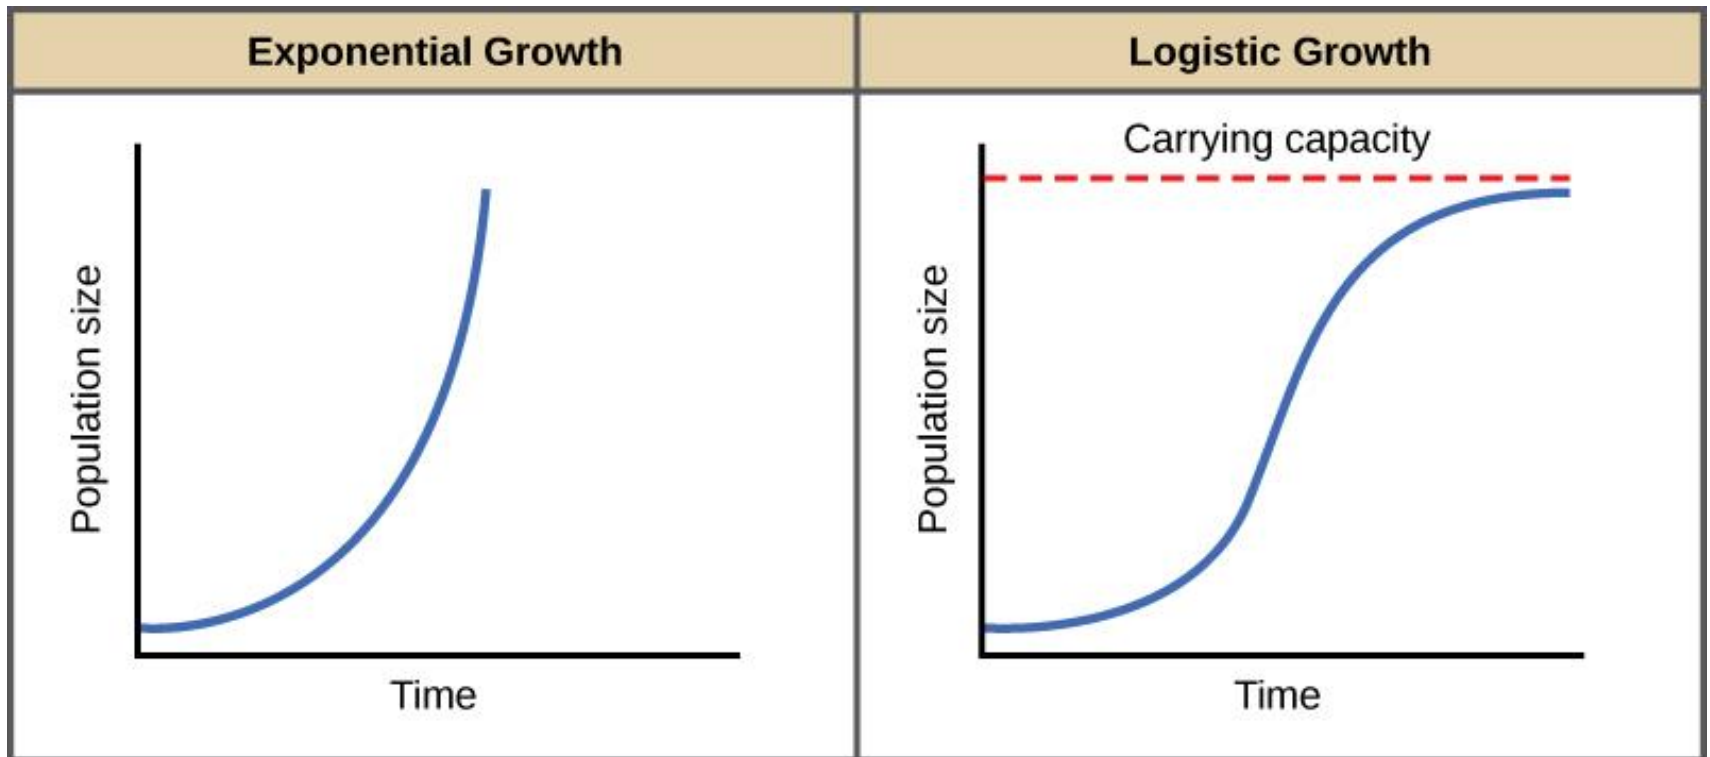 Exponential Growth
Population size
Time
Logistic Growth
Carrying capacity
Population size
Time